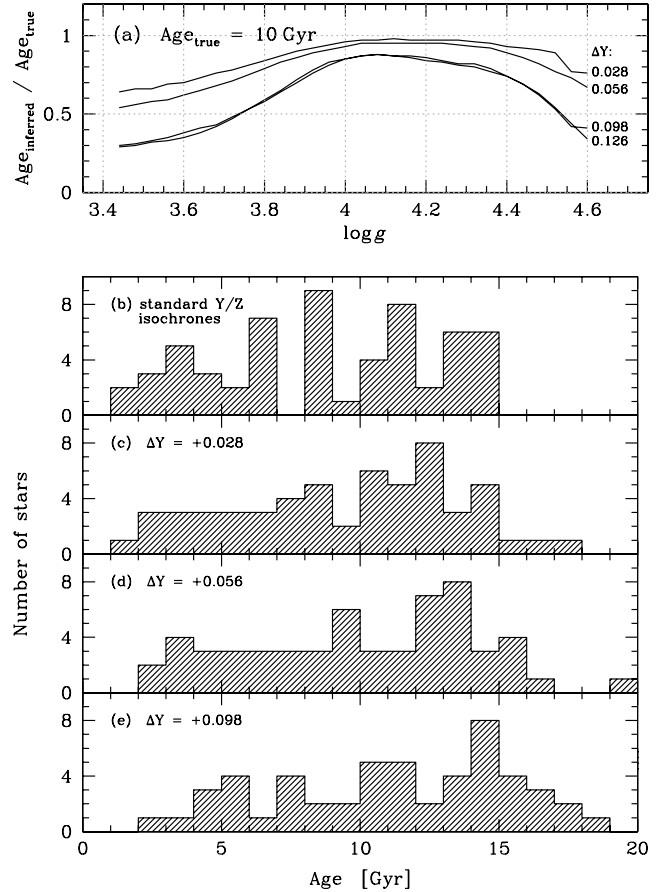 (a) Age_true = 10 Gyr
Age_inferred / Age_true
1
0.5
0
ΔY:
0.028
0.056
0.098
0.126
3.4 3.6 3.8 4 4.2 4.4 4.6
log g
(b) standard Y/Z
isochrones
8
4
0
(c) ΔY = +0.028
8
4
0
(d) ΔY = +0.056
8
4
0
(e) ΔY = +0.098
8
4
0
Number of stars
0 5 10 15 20
Age [Gyr]